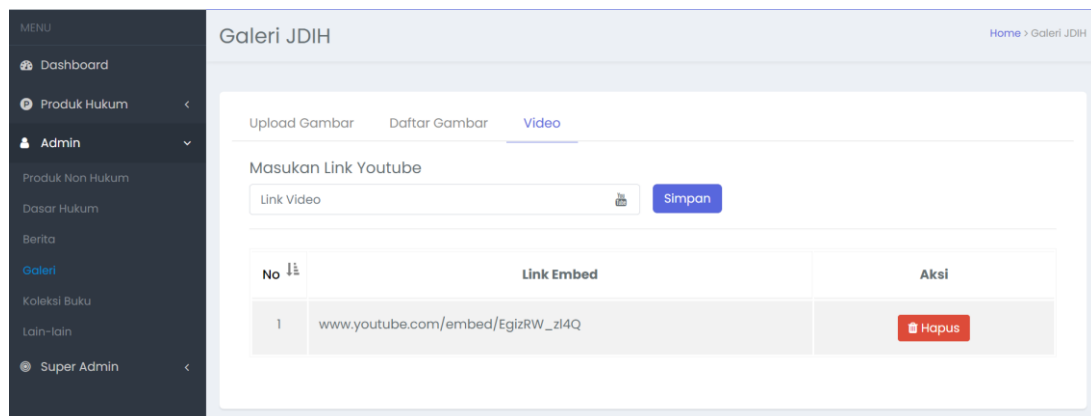 MENU
Dashboard
Produk Hukum
Admin
Produk Non Hukum
Dasar Hukum
Berita
Galeri
Koleksi Buku
Lain-lain
Super Admin
Galeri JDIH
Home > Galeri JDIH
Upload Gambar Daftar Gambar Video
Masukan Link Youtube
Link Video Simpan
No Link Embed Aksi
1 www.youtube.com/embed/EgizRW_zl4Q Hapus